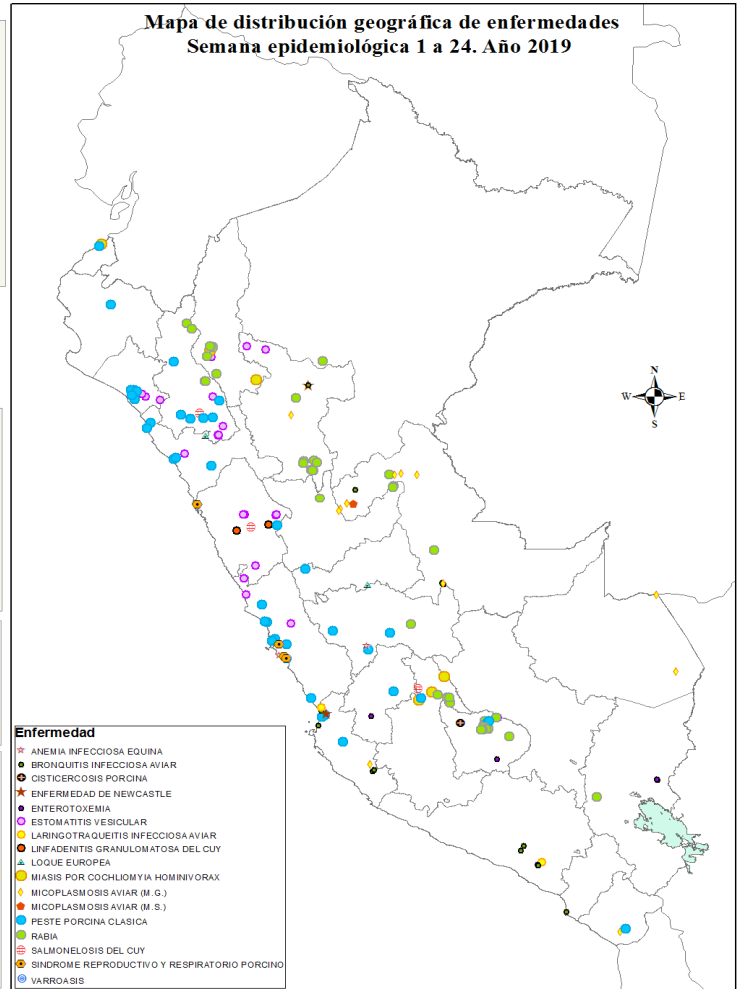 Mapa de distribución geográfica de enfermedades
Semana epidemiológica 1 a 24. Año 2019
N
W E
S
Enfermedad
ANEMIA INFECCIOSA EQUINA
BRONQUITIS INFECCIOSA AVIAR
CISTICERCOSIS PORCINA
ENFERMEDAD DE NEWCASTLE
ENTEROTOXEMIA
ESTOMATITIS VESICULAR
LARINGOTRAQUEITIS INFECCIOSA AVIAR
LINFADENITIS GRANULOMATOSA DEL CUY
LOQUE EUROPEA
MIASIS POR COCHLIOMYIA HOMINIVORAX
MICOPLASMOSIS AVIAR (M.G.)
MICOPLASMOSIS AVIAR (M.S.)
PESTE PORCINA CLASICA
RABIA
SALMONELOSIS DEL CUY
SINDROME REPRODUCTIVO Y RESPIRATORIO PORCINO
VARROASIS